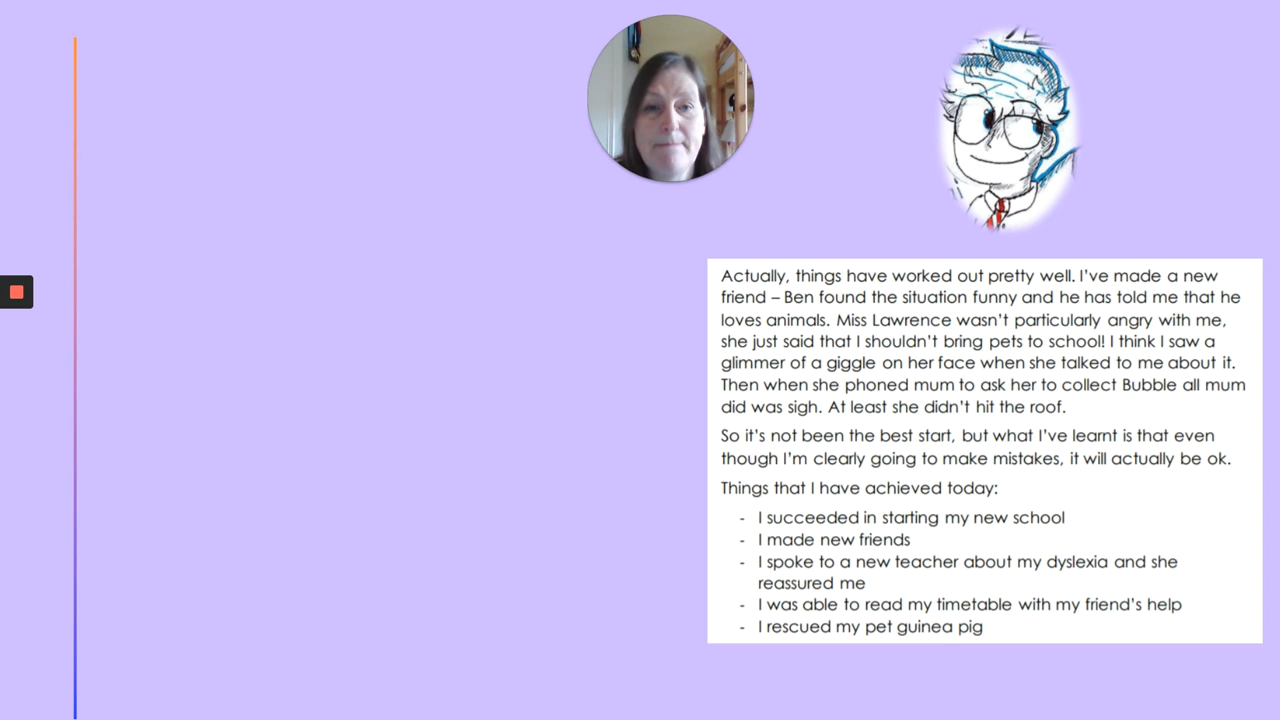 Actually, things have worked out pretty well. I've made a new
friend – Ben found the situation funny and he has told me that he
loves animals. Miss Lawrence wasn't particularly angry with me,
she just said that I shouldn't bring pets to school! I think I saw a
glimmer of a giggle on her face when she talked to me about it.
Then when she phoned mum to ask her to collect Bubble all mum
did was sigh. At least she didn't hit the roof.
So it's not been the best start, but what I've learnt is that even
though I'm clearly going to make mistakes, it will actually be ok.
Things that I have achieved today:
- I succeeded in starting my new school
- I made new friends
- I spoke to a new teacher about my dyslexia and she
reassured me
- I was able to read my timetable with my friend's help
- I rescued my pet guinea pig